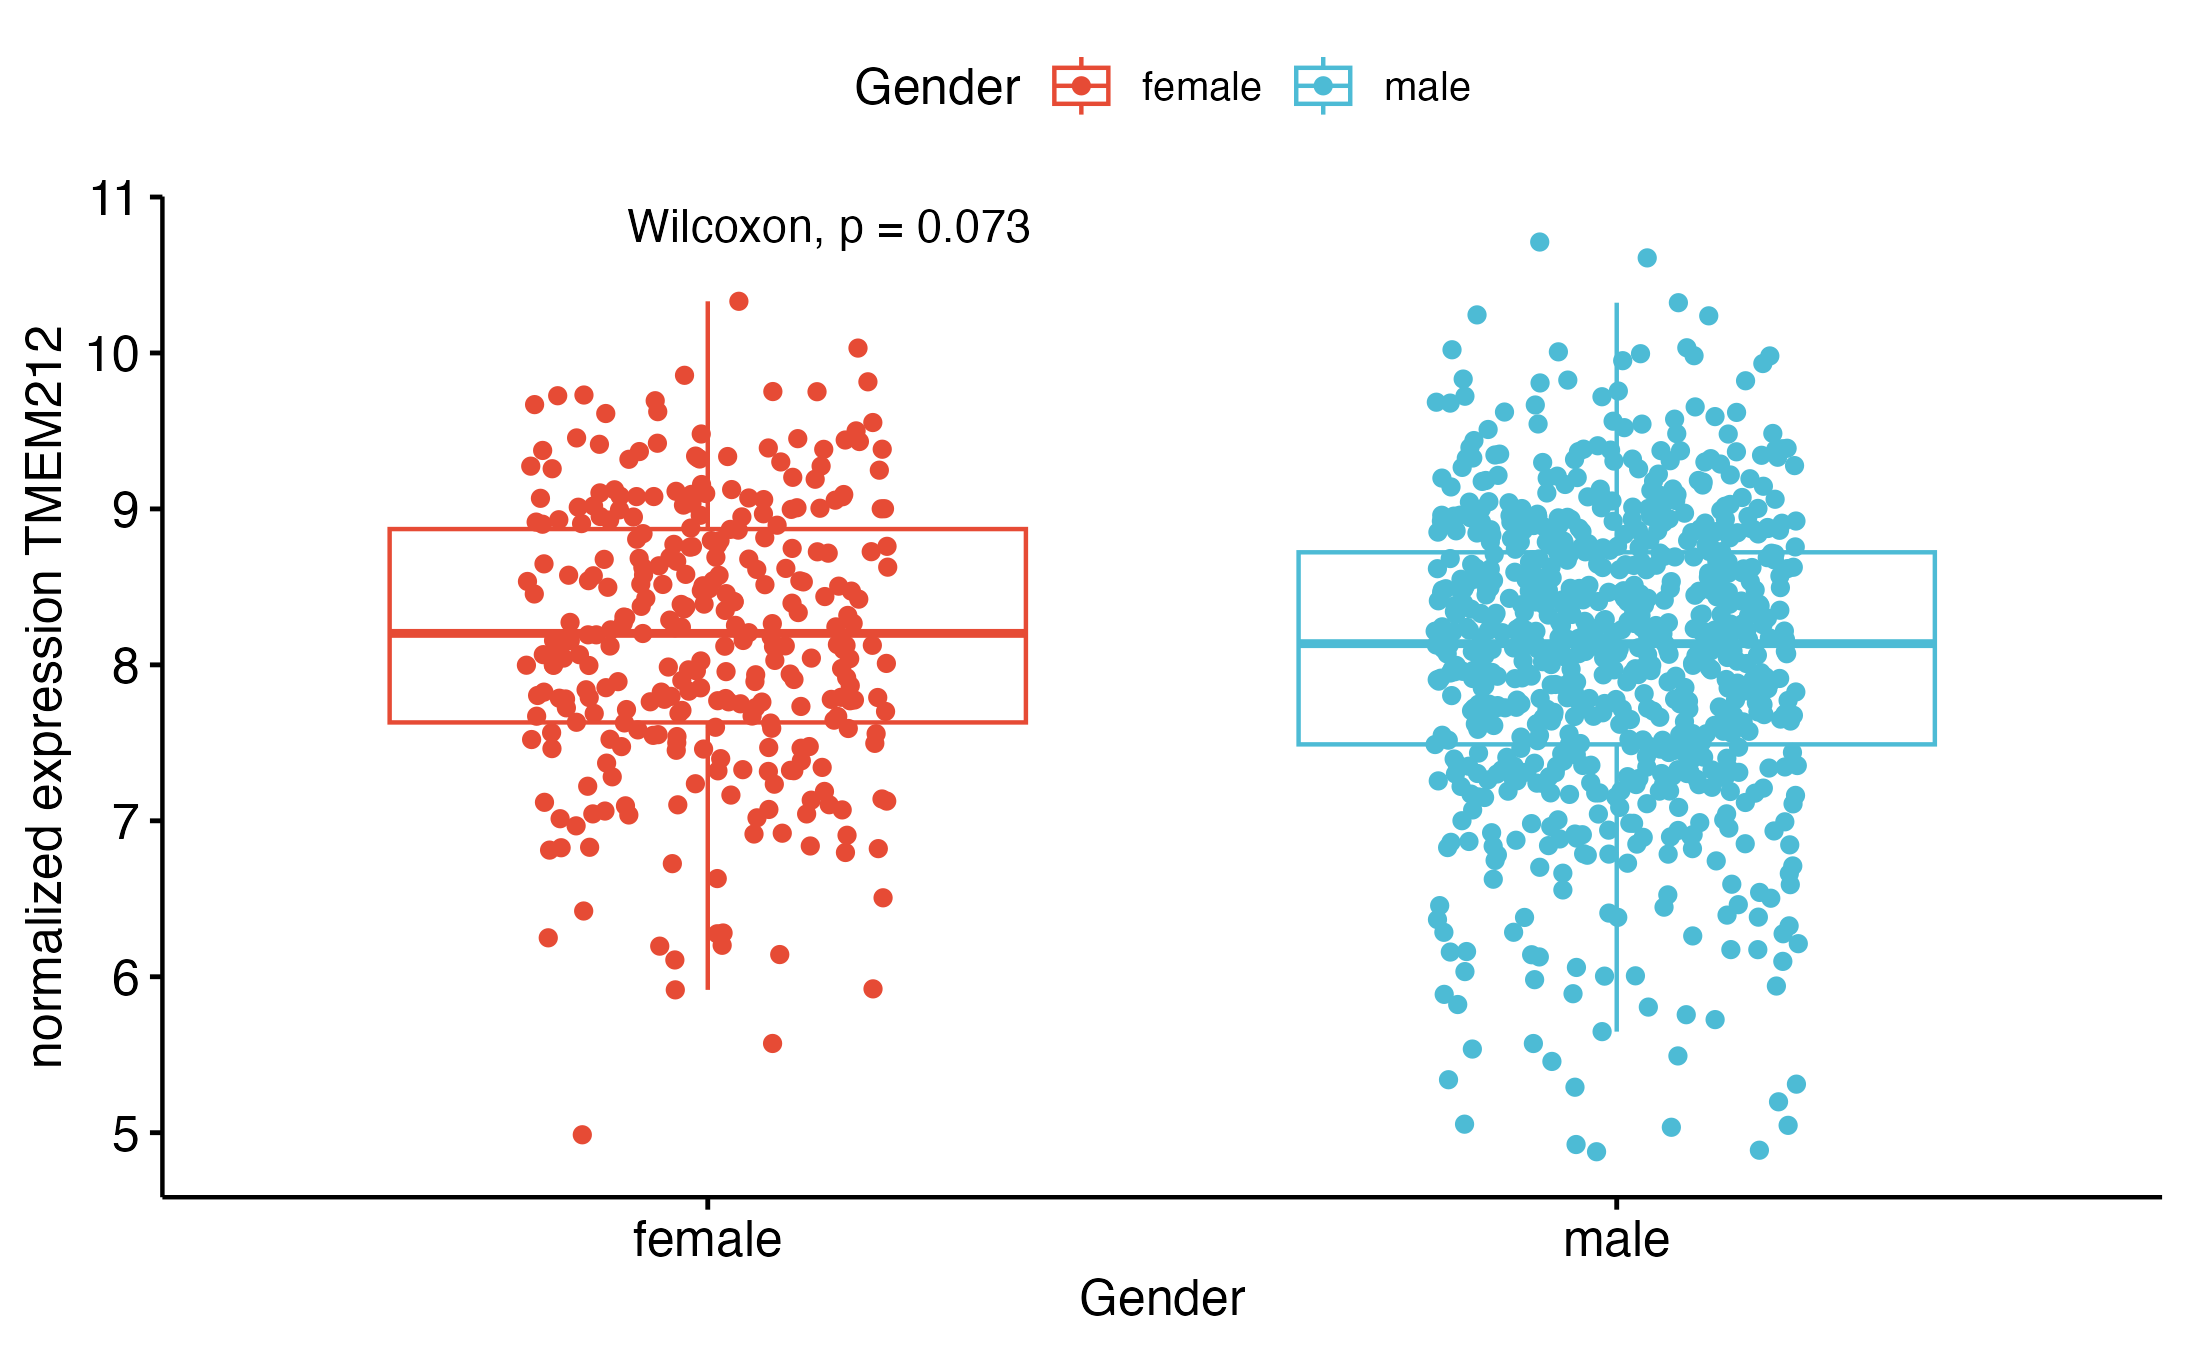 Gender female male
11
Wilcoxon, p = 0.073
10
9
8
7
6
5
normalized expression TMEM212
female male
Gender